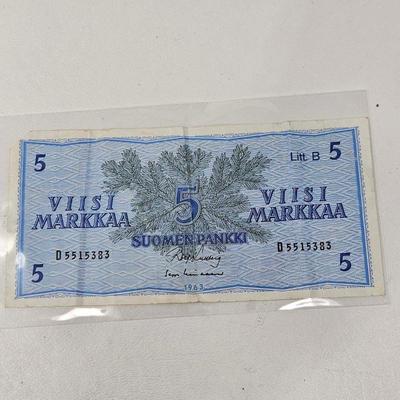 5 Litt. B 5
VIISI 5 VIISI
MARKKAA MARKKAA
SUOMEN PANKKI
D5515383 D5515383
5 5
1963